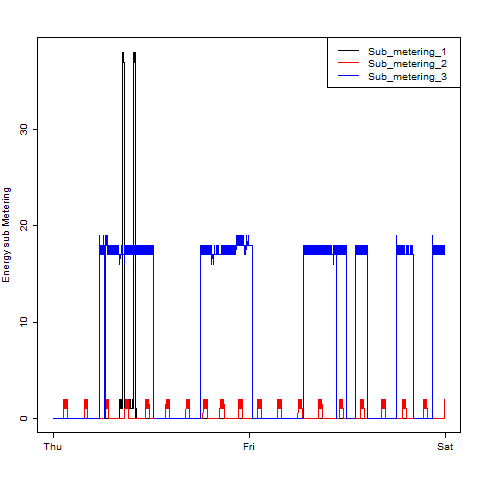 Sub_metering_1
Sub_metering_2
Sub_metering_3
Energy sub Metering
30
20
10
0
Thu Fri Sat